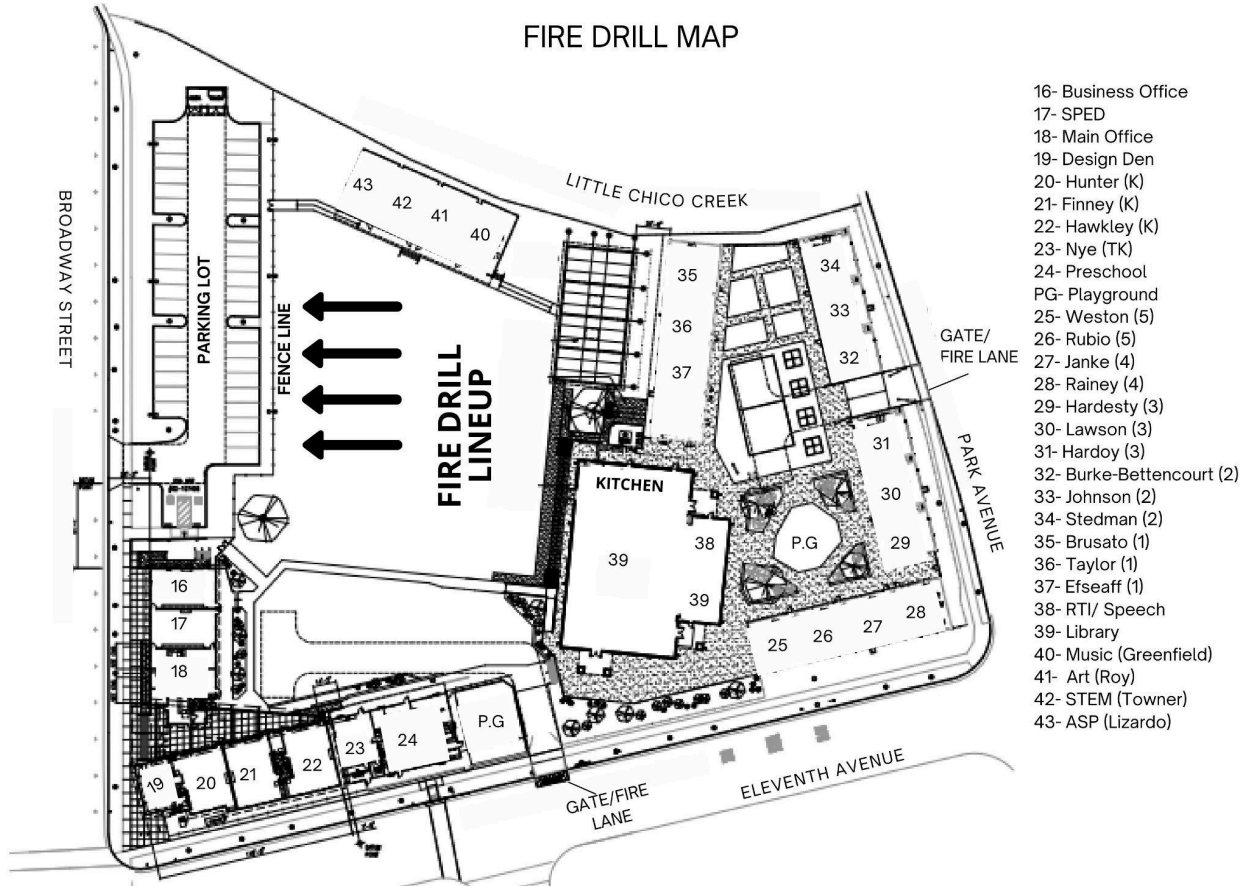 FIRE DRILL MAP
16- Business Office
17- SPED
18- Main Office
19- Design Den
20- Hunter (K)
21- Finney (K)
22- Hawkley (K)
23- Nye (TK)
24- Preschool
PG- Playground
25- Weston (5)
26- Rubio (5)
27- Janke (4)
28- Rainey (4)
29- Hardesty (3)
30- Lawson (3)
31- Hardoy (3)
32- Burke-Bettencourt (2)
33- Johnson (2)
34- Stedman (2)
35- Brusato (1)
36- Taylor (1)
37- Efseaff (1)
38- RTI/ Speech
39- Library
40- Music (Greenfield)
41- Art (Roy)
42- STEM (Towner)
43- ASP (Lizardo)
LITTLE CHICO CREEK
BROADWAY STREET
PARKING LOT
FENCE LINE
FIRE DRILL
LINEUP
43
42
41
40
35
36
37
34
33
32
GATE/
FIRE LANE
PARK AVENUE
31
30
29
KITCHEN
39
38
39
P.G
28
27
26
25
16
17
18
19
20
21
22
23
24
P.G
GATE/FIRE
LANE
ELEVENTH AVENUE